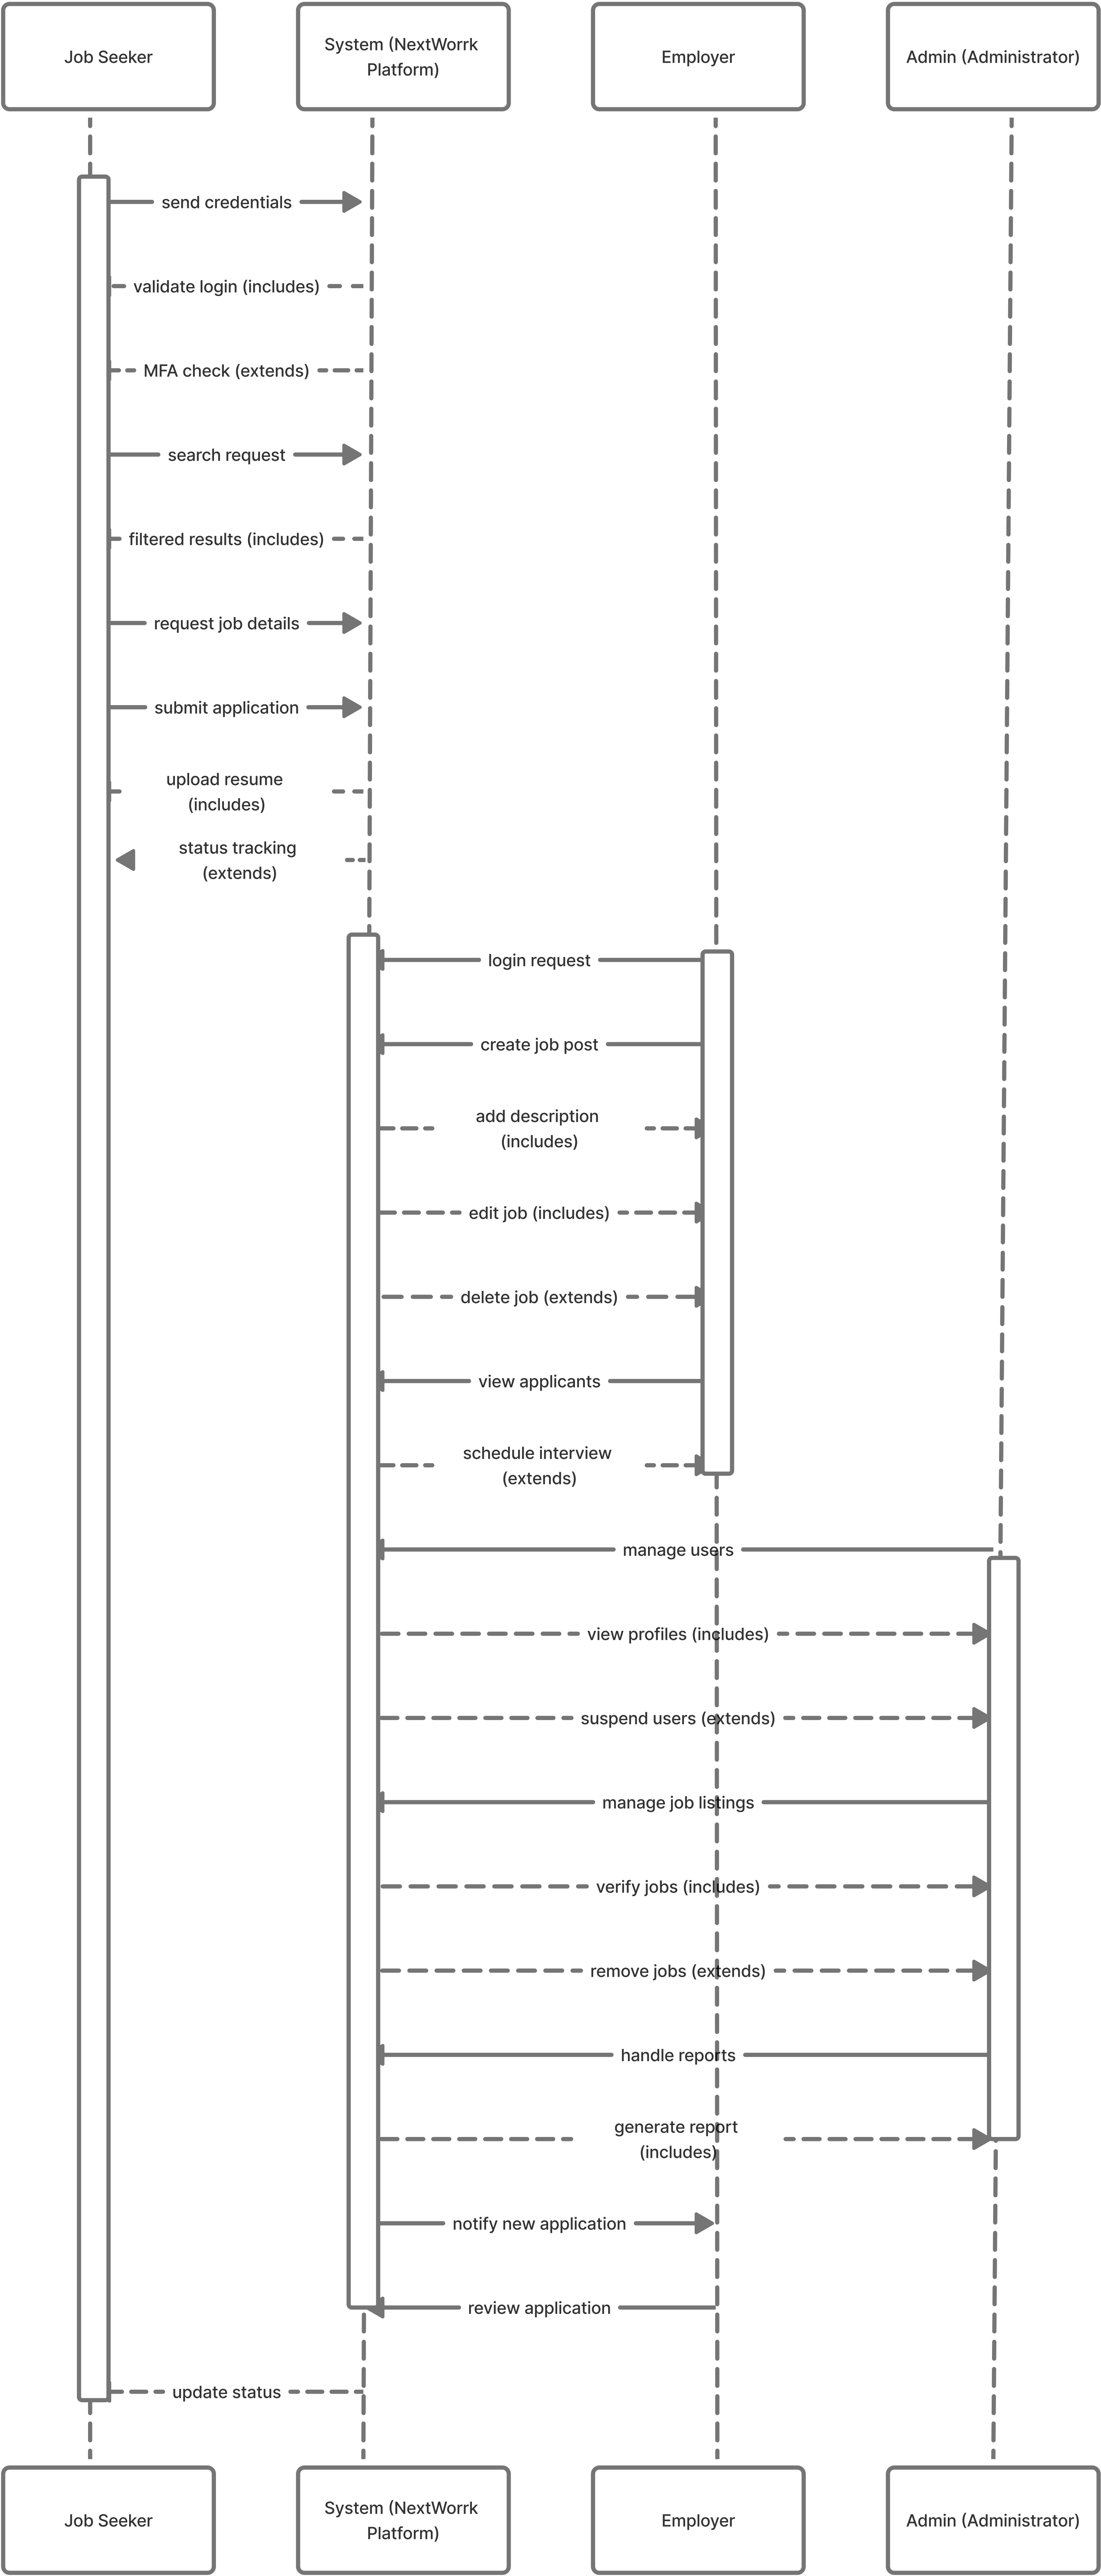 Job Seeker
System (NextWorrk
Platform)
Employer
Admin (Administrator)
send credentials
validate login (includes)
MFA check (extends)
search request
filtered results (includes)
request job details
submit application
upload resume
(includes)
status tracking
(extends)
login request
create job post
add description
(includes)
edit job (includes)
delete job (extends)
view applicants
schedule interview
(extends)
manage users
view profiles (includes)
suspend users (extends)
manage job listings
verify jobs (includes)
remove jobs (extends)
handle reports
generate report
(includes)
notify new application
review application
update status
Job Seeker
System (NextWorrk
Platform)
Employer
Admin (Administrator)